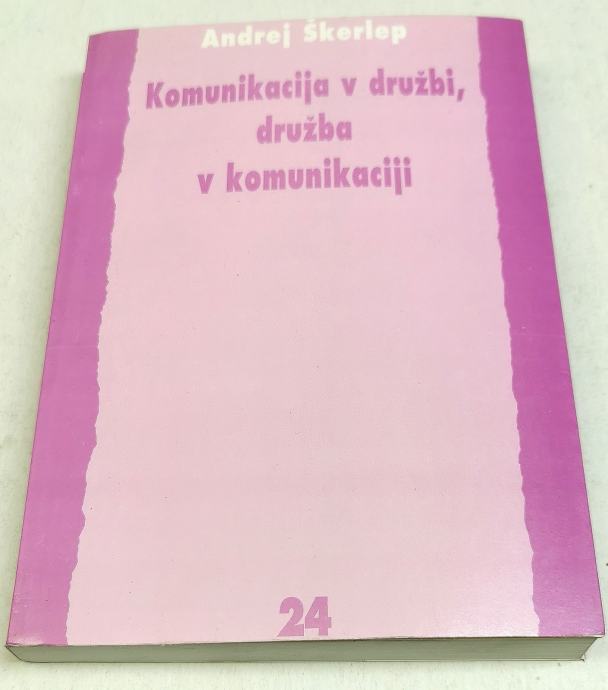 Andrej Škerlep
Komunikacija v družbi,
družba
v komunikaciji
24